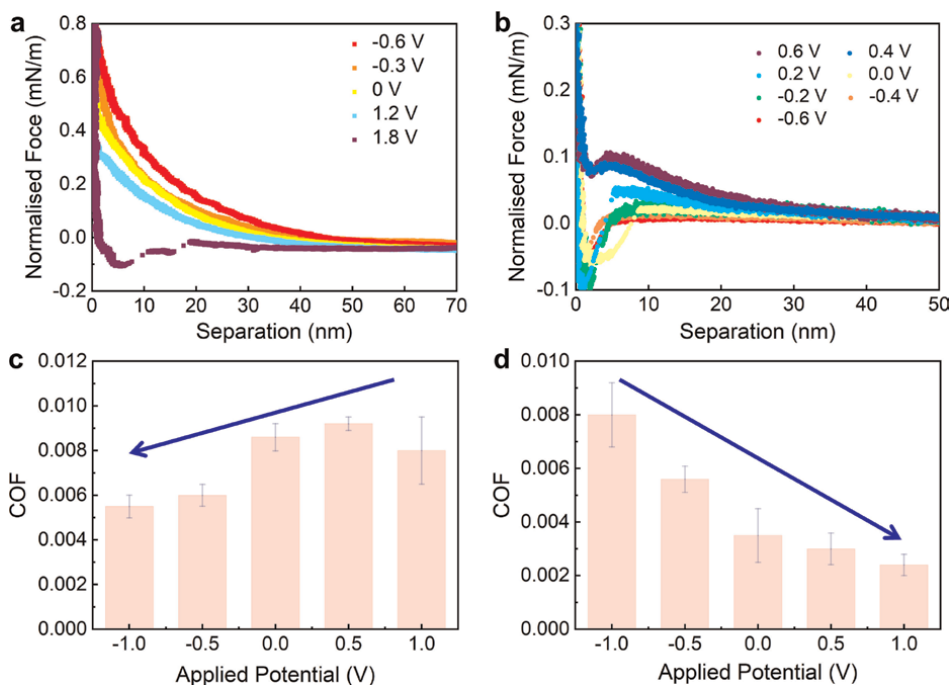 a
Normalised Foce (mN/m)
0.8
0.6
0.4
0.2
0.0
-0.2
-0.6 V
-0.3 V
0 V
1.2 V
1.8 V
0 10 20 30 40 50 60 70
Separation (nm)
b
Normalised Force (mN/m)
0.3
0.2
0.1
0.0
-0.1
0.6 V 0.4 V
0.2 V 0.0 V
-0.2 V -0.4 V
-0.6 V
0 10 20 30 40 50
Separation (nm)
c
COF
0.012
0.010
0.008
0.006
0.004
0.002
0.000
-1.0 -0.5 0.0 0.5 1.0
Applied Potential (V)
d
COF
0.010
0.008
0.006
0.004
0.002
0.000
-1.0 -0.5 0.0 0.5 1.0
Applied Potential (V)